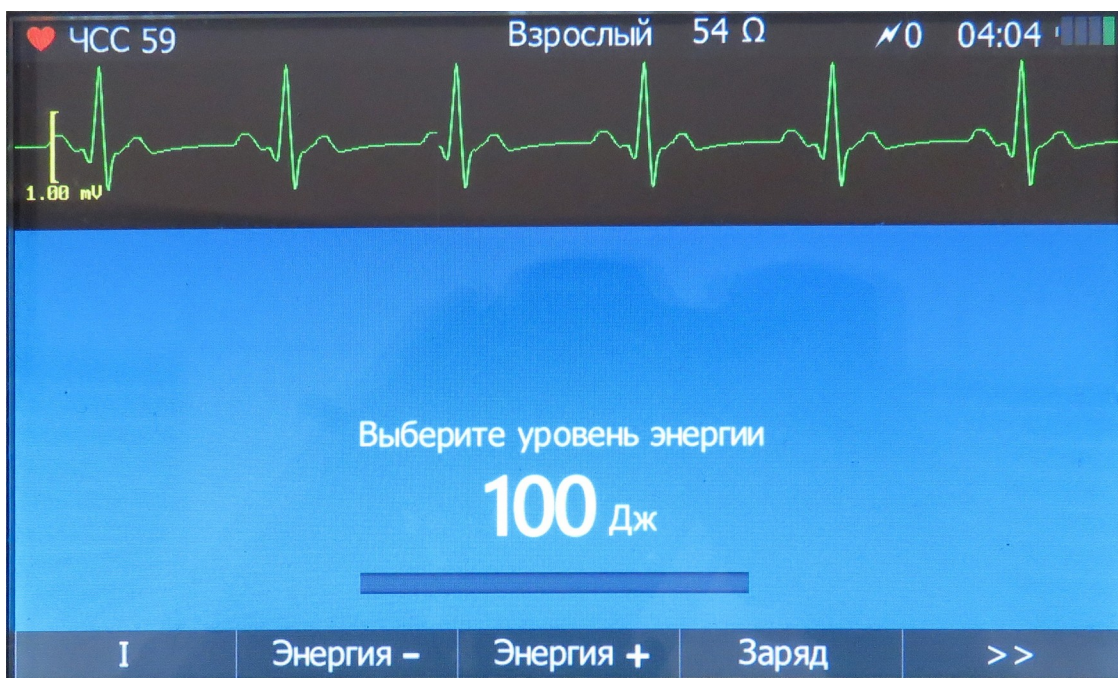 ЧСС 59 Взрослый 54 Ω 0 04:04
1.00 mV
Выберите уровень энергии
100 Дж
I Энергия – Энергия + Заряд >>